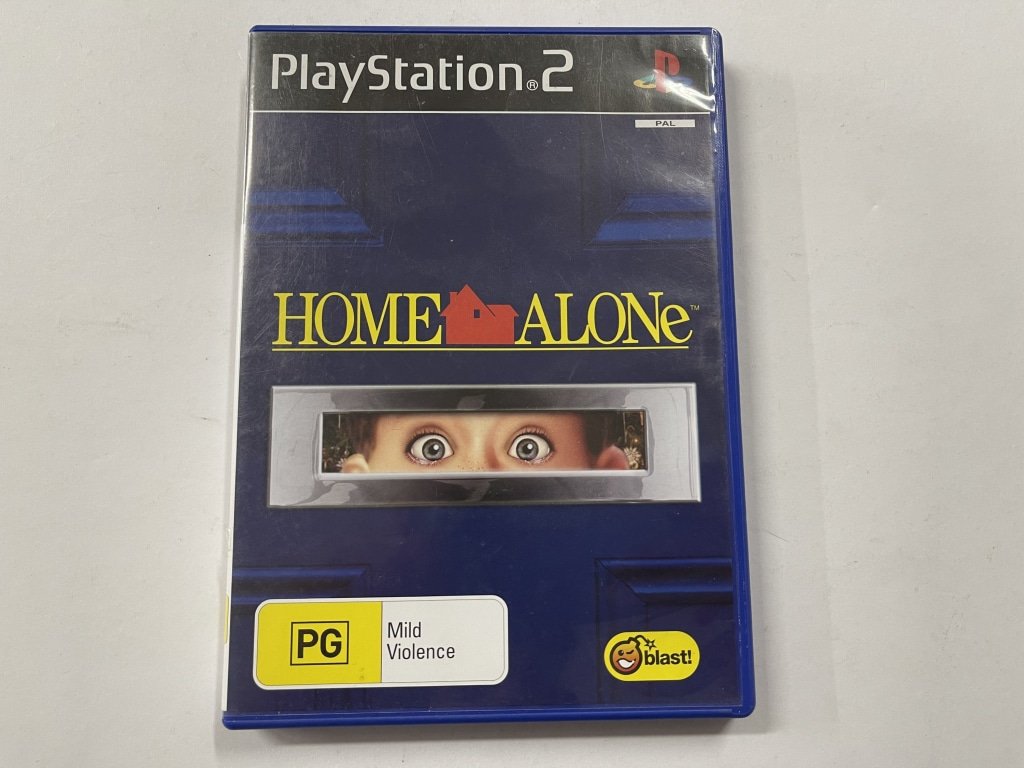 PlayStation®2
PAL
HOME ALONe™
PG
Mild
Violence
blast!